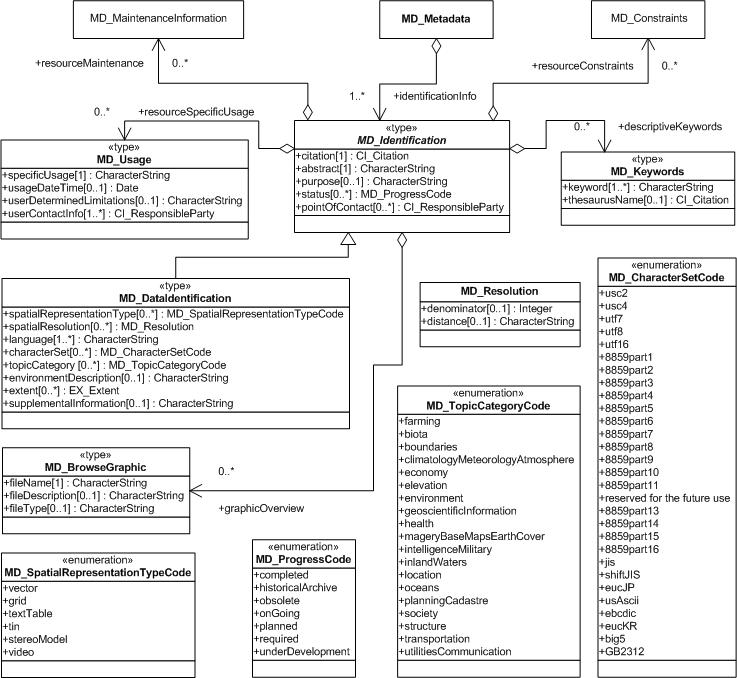 MD_MaintenanceInformation
MD_Metadata
MD_Constraints
+resourceMaintenance
0..*
1..*
+identificationInfo
+resourceConstraints
0..*
0..*
+resourceSpecificUsage
0..*
+descriptiveKeywords
«type»
MD_Usage
+specificUsage[1] : CharacterString
+usageDateTime[0..1] : Date
+userDeterminedLimitations[0..1] : CharacterString
+userContactInfo[1..*] : CI_ResponsibleParty
«type»
MD_Identification
+citation[1] : CI_Citation
+abstract[1] : CharacterString
+purpose[0..1] : CharacterString
+status[0..*] : MD_ProgressCode
+pointOfContact[0..*] : CI_ResponsibleParty
«type»
MD_Keywords
+keyword[1..*] : CharacterString
+thesaurusName[0..1] : CI_Citation
«type»
MD_DataIdentification
+spatialRepresentationType[0..*] : MD_SpatialRepresentationTypeCode
+spatialResolution[0..*] : MD_Resolution
+language[1..*] : CharacterString
+characterSet[0..*] : MD_CharacterSetCode
+topicCategory [0..*] : MD_TopicCategoryCode
+environmentDescription[0..1] : CharacterString
+extent[0..*] : EX_Extent
+supplementalInformation[0..1] : CharacterString
MD_Resolution
+denominator[0..1] : Integer
+distance[0..1] : CharacterString
«enumeration»
MD_CharacterSetCode
+usc2
+usc4
+utf7
+utf8
+utf16
+8859part1
+8859part2
+8859part3
+8859part4
+8859part5
+8859part6
+8859part7
+8859part8
+8859part9
+8859part10
+8859part11
+reserved for the future use
+8859part13
+8859part14
+8859part15
+8859part16
+jis
+shiftJIS
+eucJP
+usAscii
+ebcdic
+eucKR
+big5
+GB2312
«enumeration»
MD_TopicCategoryCode
+farming
+biota
+boundaries
+climatologyMeteorologyAtmosphere
+economy
+elevation
+environment
+geoscientificInformation
+health
+mageryBaseMapsEarthCover
+intelligenceMilitary
+inlandWaters
+location
+oceans
+planningCadastre
+society
+structure
+transportation
+utilitiesCommunication
«type»
MD_BrowseGraphic
+fileName[1] : CharacterString
+fileDescription[0..1] : CharacterString
+fileType[0..1] : CharacterString
0..*
+graphicOverview
«enumeration»
MD_SpatialRepresentationTypeCode
+vector
+grid
+textTable
+tin
+stereoModel
+video
«enumeration»
MD_ProgressCode
+completed
+historicalArchive
+obsolete
+onGoing
+planned
+required
+underDevelopment